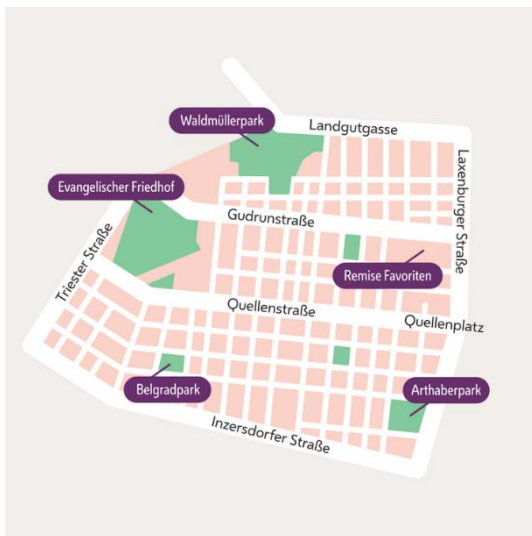 Waldmüllerpark
Landgutgasse
Laxenburger Straße
Evangelischer Friedhof
Gudrunstraße
Remise Favoriten
Triester Straße
Quellenstraße
Quellenplatz
Belgradpark
Arthaberpark
Inzersdorfer Straße